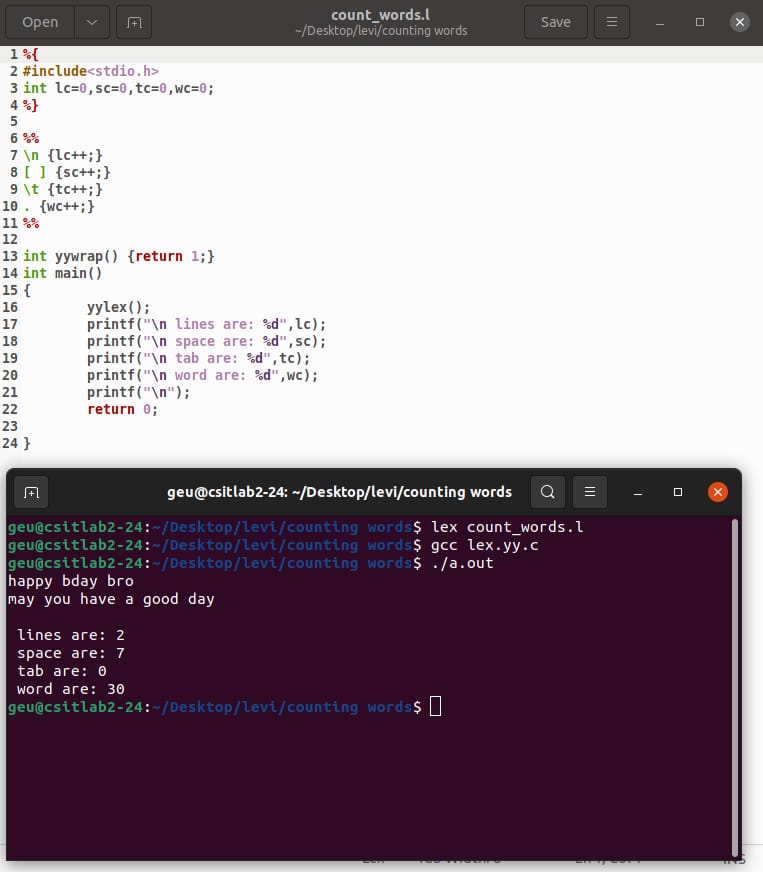 Open
count_words.l
~/Desktop/levi/counting words
Save
1 %{
2 #include<stdio.h>
3 int lc=0,sc=0,tc=0,wc=0;
4 %}
5
6 %%
7 \n {lc++;}
8 [ ] {sc++;}
9 \t {tc++;}
10 . {wc++;}
11 %%
12
13 int yywrap() {return 1;}
14 int main()
15 {
16         yylex();
17         printf("\n lines are: %d",lc);
18         printf("\n space are: %d",sc);
19         printf("\n tab are: %d",tc);
20         printf("\n word are: %d",wc);
21         printf("\n");
22         return 0;
23
24 }
geu@csitlab2-24: ~/Desktop/levi/counting words
geu@csitlab2-24:~/Desktop/levi/counting words$ lex count_words.l
geu@csitlab2-24:~/Desktop/levi/counting words$ gcc lex.yy.c
geu@csitlab2-24:~/Desktop/levi/counting words$ ./a.out
happy bday bro
may you have a good day

 lines are: 2
 space are: 7
 tab are: 0
 word are: 30
geu@csitlab2-24:~/Desktop/levi/counting words$